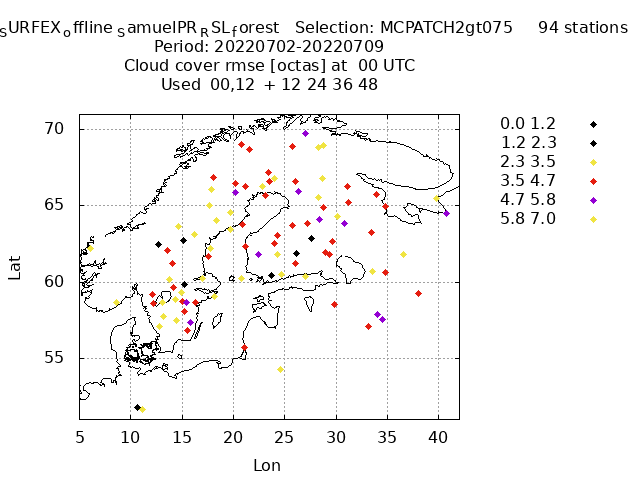 SURFEXoffline SamuelPRRSLforest Selection: MCPATCH2gt075 94 stations
Period: 20220702-20220709
Cloud cover rmse [octas] at 00 UTC
Used 00,12 + 12 24 36 48
70
65
60
55
5 10 15 20 25 30 35 40
Lat
Lon
0.0 1.2
1.2 2.3
2.3 3.5
3.5 4.7
4.7 5.8
5.8 7.0